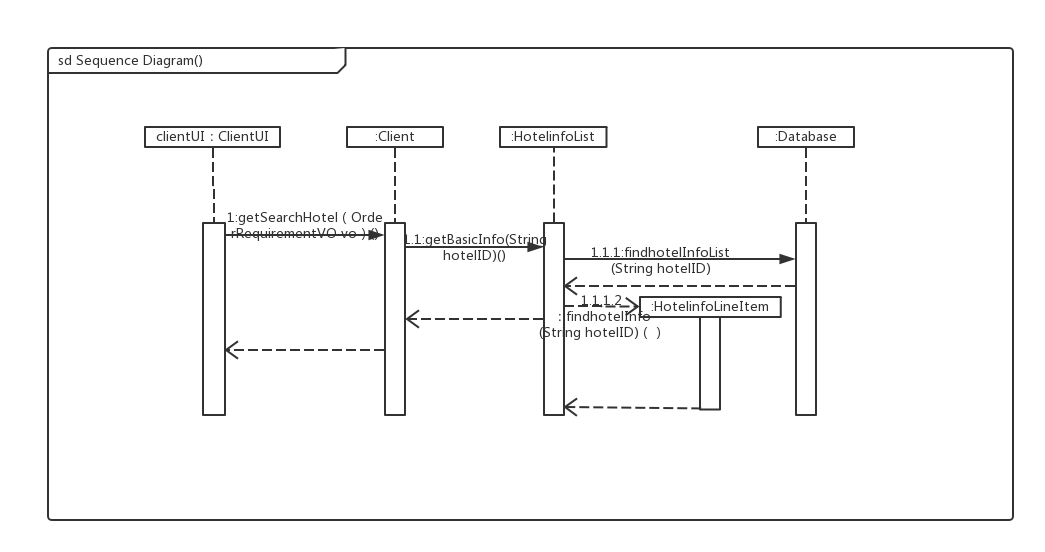 sd Sequence Diagram()
clientUI : ClientUI
:Client
:HotelinfoList
:Database
1:getSearchHotel ( Orde
rRequirementVO vo ) ()
1.1:getBasicInfo(String
hotelID)()
1.1.1:findhotelInfoList
(String hotelID)
1.1.1.2
: findhotelInfo
(String hotelID) (  )
:HotelinfoLineItem